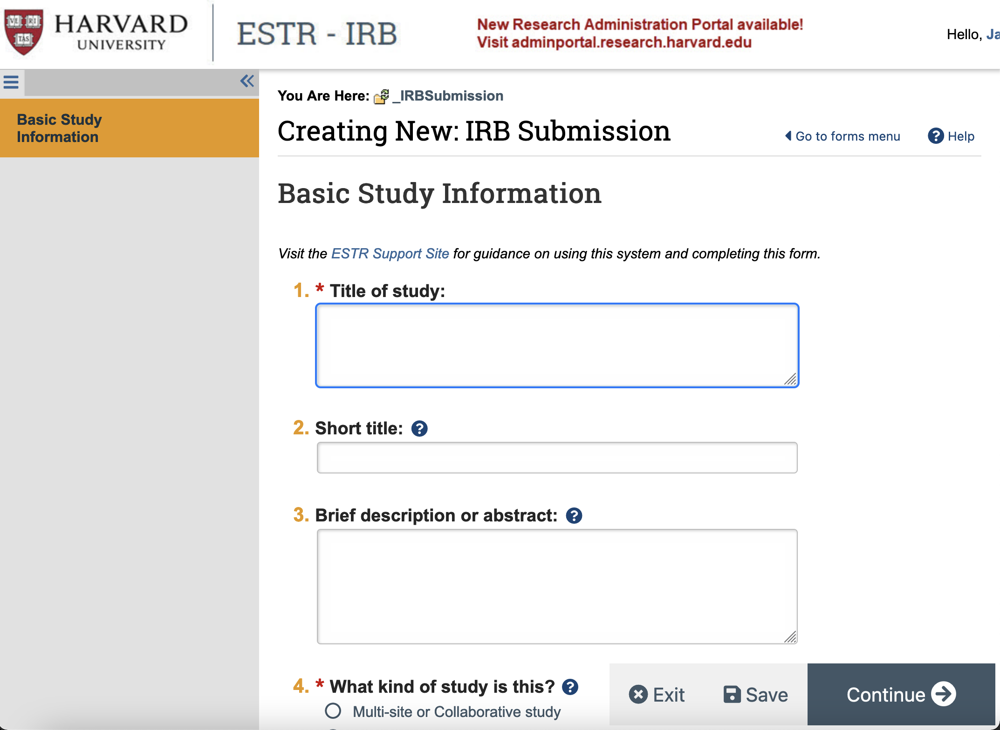 VE RI TAS
HARVARD
UNIVERSITY
ESTR - IRB
New Research Administration Portal available!
Visit adminportal.research.harvard.edu
Hello, Ja
Basic Study
Information
You Are Here: _IRBSubmission
Creating New: IRB Submission
Go to forms menu
? Help
Basic Study Information
Visit the ESTR Support Site for guidance on using this system and completing this form.
1. * Title of study:
2. Short title: ?
3. Brief description or abstract: ?
4. * What kind of study is this? ?
Multi-site or Collaborative study
Exit
Save
Continue